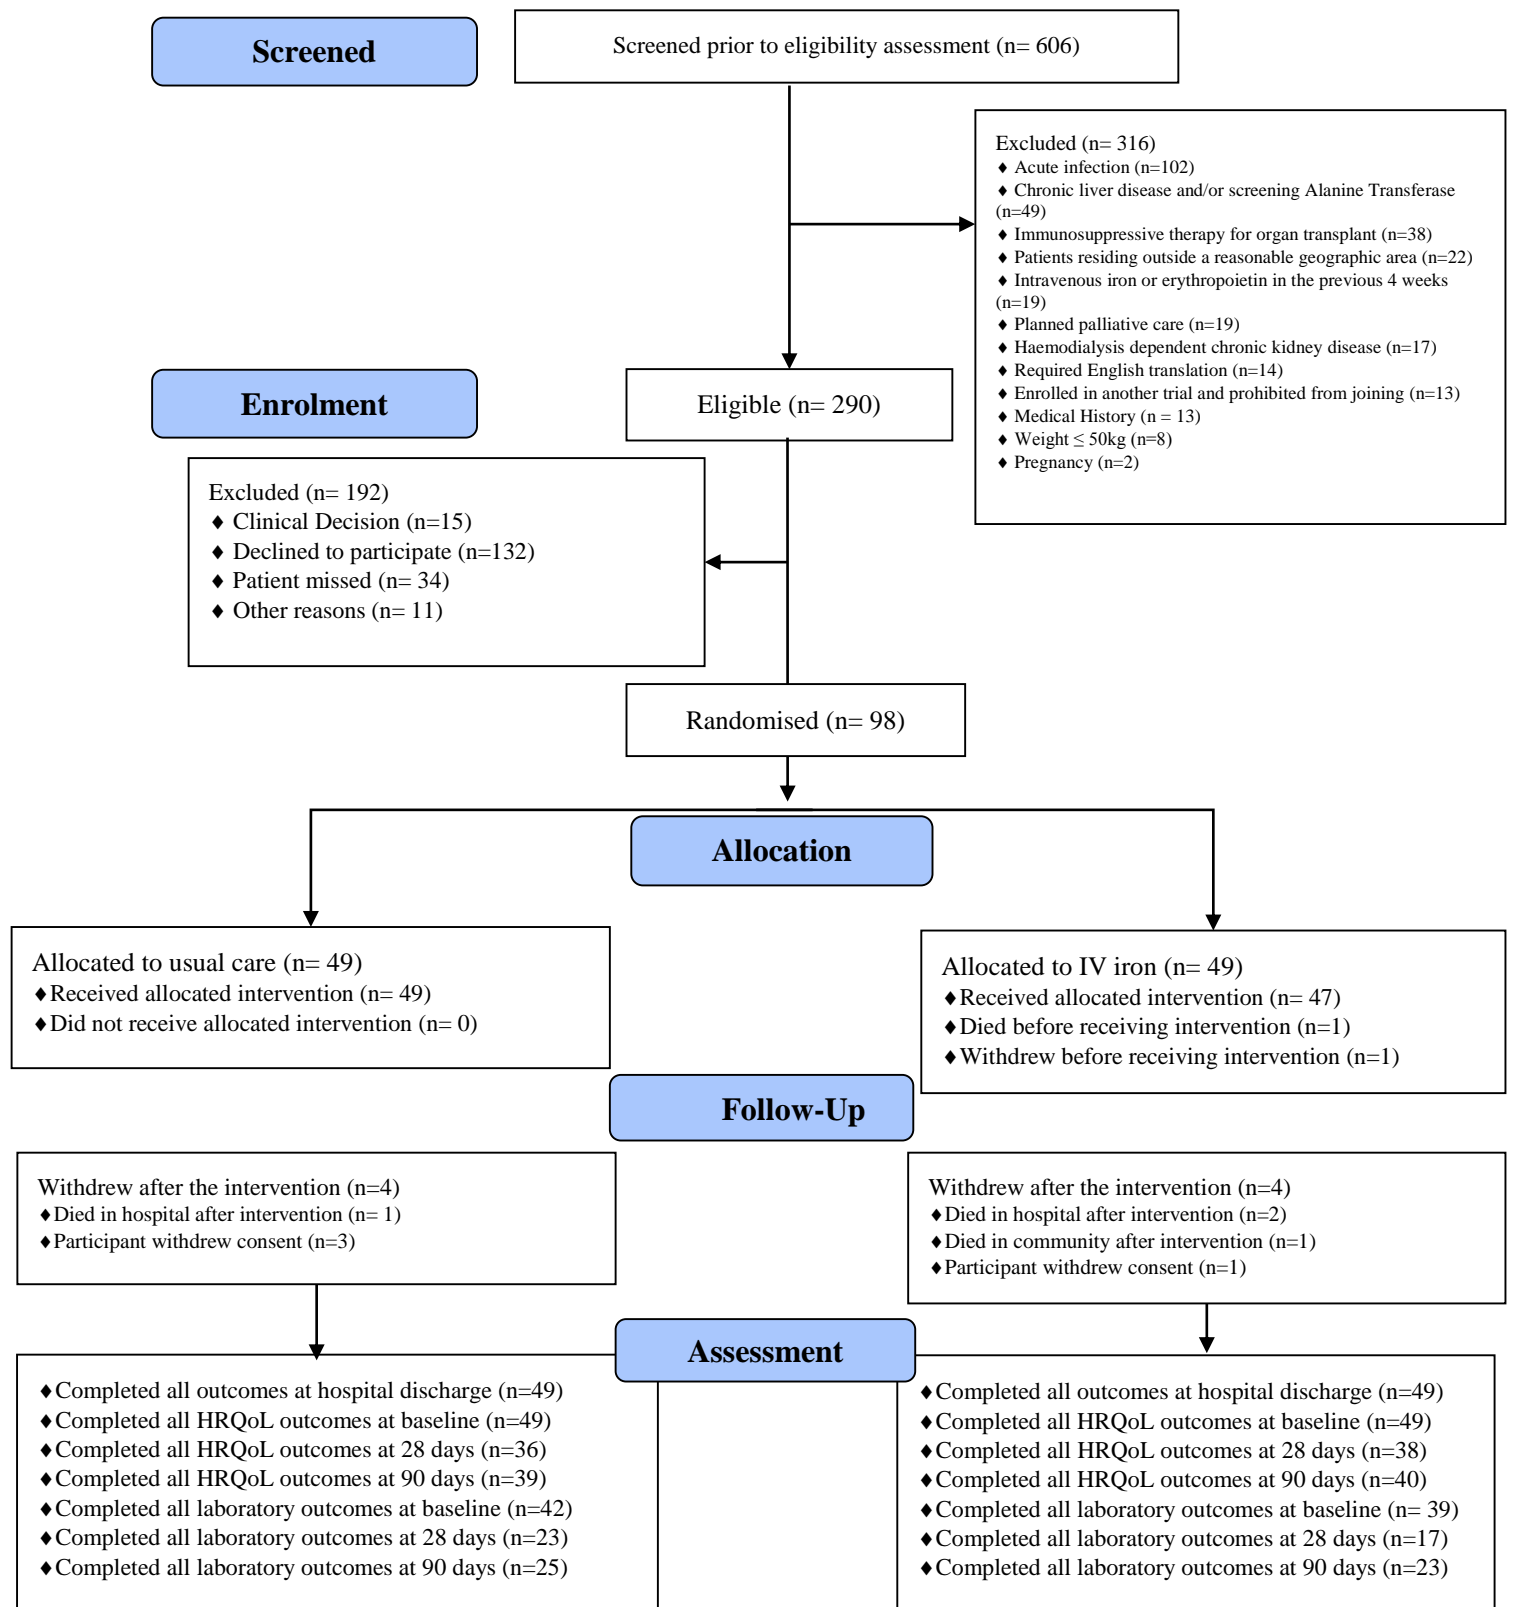 Screened
Screened prior to eligibility assessment (n= 606)
Excluded (n= 316)
♦ Acute infection (n=102)
♦ Chronic liver disease and/or screening Alanine Transferase
(n=49)
♦ Immunosuppressive therapy for organ transplant (n=38)
♦ Patients residing outside a reasonable geographic area (n=22)
♦ Intravenous iron or erythropoietin in the previous 4 weeks
(n=19)
♦ Planned palliative care (n=19)
♦ Haemodialysis dependent chronic kidney disease (n=17)
♦ Required English translation (n=14)
♦ Enrolled in another trial and prohibited from joining (n=13)
♦ Medical History (n = 13)
♦ Weight ≤ 50kg (n=8)
♦ Pregnancy (n=2)
Enrolment
Eligible (n= 290)
Excluded (n= 192)
♦ Clinical Decision (n=15)
♦ Declined to participate (n=132)
♦ Patient missed (n= 34)
♦ Other reasons (n= 11)
Randomised (n= 98)
Allocation
Allocated to usual care (n= 49)
♦Received allocated intervention (n= 49)
♦Did not receive allocated intervention (n= 0)
Allocated to IV iron (n= 49)
♦Received allocated intervention (n= 47)
♦Died before receiving intervention (n=1)
♦Withdrew before receiving intervention (n=1)
Follow-Up
Withdrew after the intervention (n=4)
♦Died in hospital after intervention (n= 1)
♦Participant withdrew consent (n=3)
Withdrew after the intervention (n=4)
♦Died in hospital after intervention (n=2)
♦Died in community after intervention (n=1)
♦Participant withdrew consent (n=1)
Assessment
♦Completed all outcomes at hospital discharge (n=49)
♦Completed all HRQoL outcomes at baseline (n=49)
♦Completed all HRQoL outcomes at 28 days (n=36)
♦Completed all HRQoL outcomes at 90 days (n=39)
♦Completed all laboratory outcomes at baseline (n=42)
♦Completed all laboratory outcomes at 28 days (n=23)
♦Completed all laboratory outcomes at 90 days (n=25)
♦Completed all outcomes at hospital discharge (n=49)
♦Completed all HRQoL outcomes at baseline (n=49)
♦Completed all HRQoL outcomes at 28 days (n=38)
♦Completed all HRQoL outcomes at 90 days (n=40)
♦Completed all laboratory outcomes at baseline (n= 39)
♦Completed all laboratory outcomes at 28 days (n=17)
♦Completed all laboratory outcomes at 90 days (n=23)